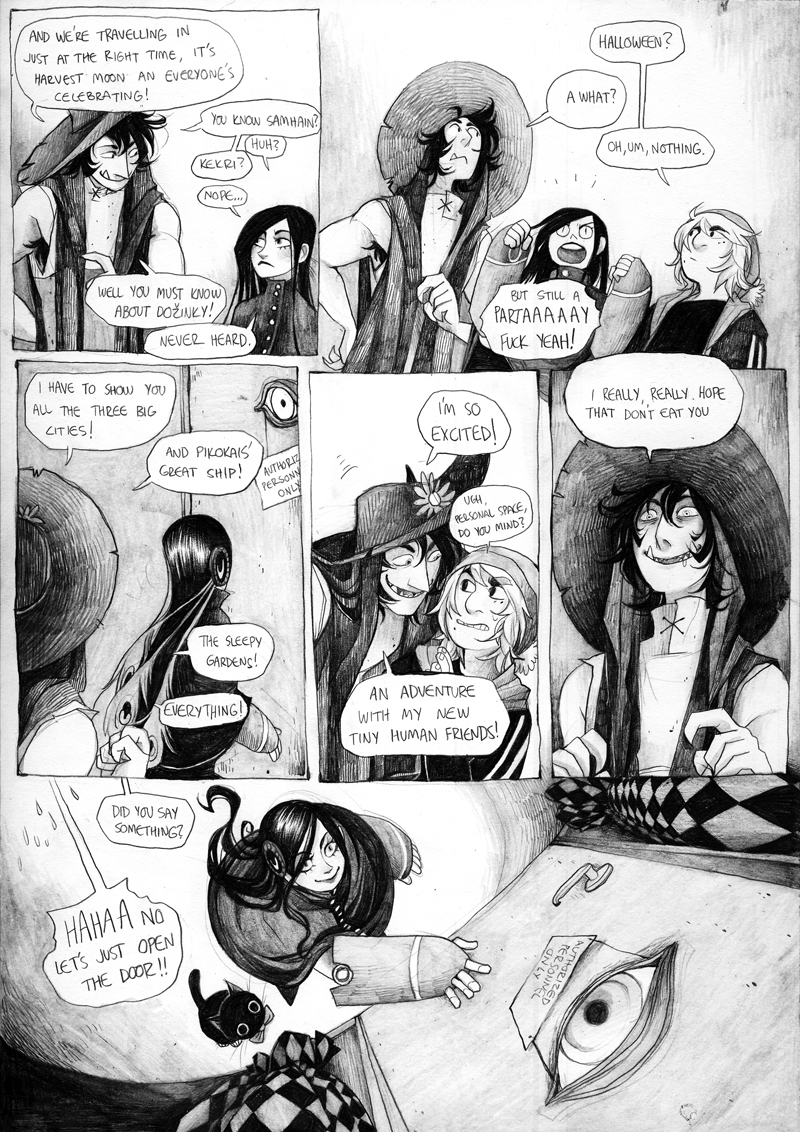 AND WE'RE TRAVELLING IN
JUST AT THE RIGHT TIME, IT'S
HARVEST MOON AN EVERYONE'S
CELEBRATING!
YOU KNOW SAMHAIN?
HUH?
KEKRI?
NOPE...
WELL YOU MUST KNOW
ABOUT DOŽINKY!
NEVER HEARD.
HALLOWEEN?
A WHAT?
OH, UM, NOTHING.
BUT STILL A
PARTAAAAAAY
FUCK YEAH!
I HAVE TO SHOW YOU
ALL THE THREE BIG
CITIES!
AND PIKOKAIS'
GREAT SHIP!
AUTHORIZ
PERSONN
ONLY
THE SLEEPY
GARDENS!
EVERYTHING!
I'M SO
EXCITED!
UGH,
PERSONAL SPACE,
DO YOU MIND?
AN ADVENTURE
WITH MY NEW
TINY HUMAN FRIENDS!
I REALLY, REALLY. HOPE
THAT DON'T EAT YOU
DID YOU SAY
SOMETHING?
HAHAA NO
LET'S JUST OPEN
THE DOOR!!
AUTHORIZED
PERSONNEL
ONLY